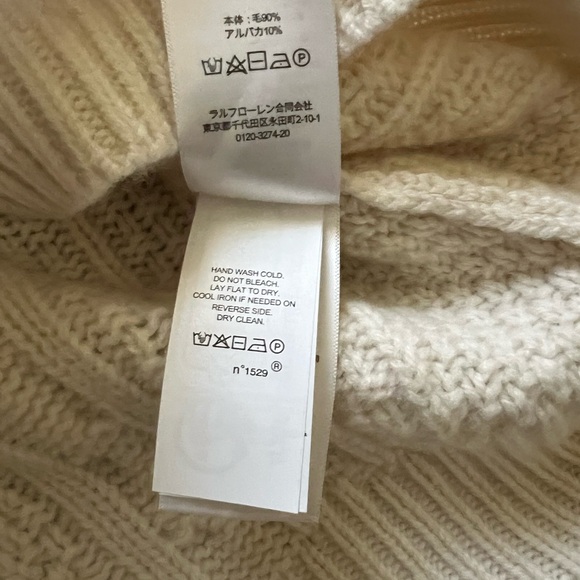 本体：毛90%
アルパカ10%
P
ラルフローレン合同会社
東京都千代田区永田町2-10-1
0120-3274-20
HAND WASH COLD.
DO NOT BLEACH.
LAY FLAT TO DRY.
COOL IRON IF NEEDED ON
REVERSE SIDE.
DRY CLEAN.
P
n°1529 ®